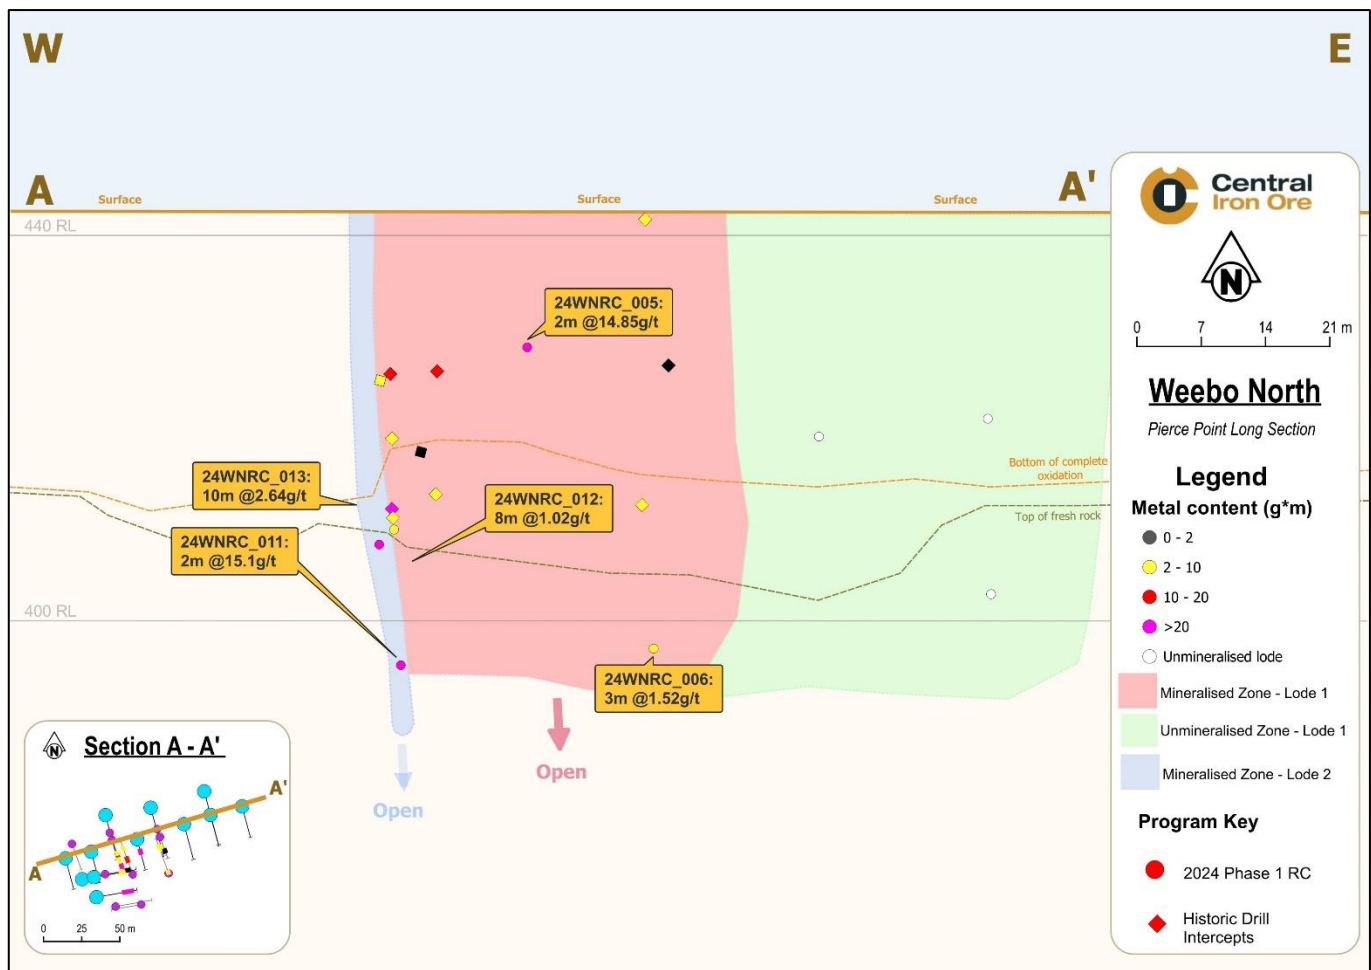 W
E
A
Surface
Surface
Surface
A'
440 RL
24WNRC_005:
2m @14.85g/t
24WNRC_013:
10m @2.64g/t
24WNRC_012:
8m @1.02g/t
24WNRC_011:
2m @15.1g/t
Bottom of complete
oxidation
Top of fresh rock
400 RL
24WNRC_006:
3m @1.52g/t
Open
Open
Section A - A'
N
A'
A
0 25 50 m
Central
Iron Ore
N
0 7 14 21 m
Weebo North
Pierce Point Long Section
Legend
Metal content (g*m)
0 - 2
2 - 10
10 - 20
>20
Unmineralised lode
Mineralised Zone - Lode 1
Unmineralised Zone - Lode 1
Mineralised Zone - Lode 2
Program Key
2024 Phase 1 RC
Historic Drill
Intercepts